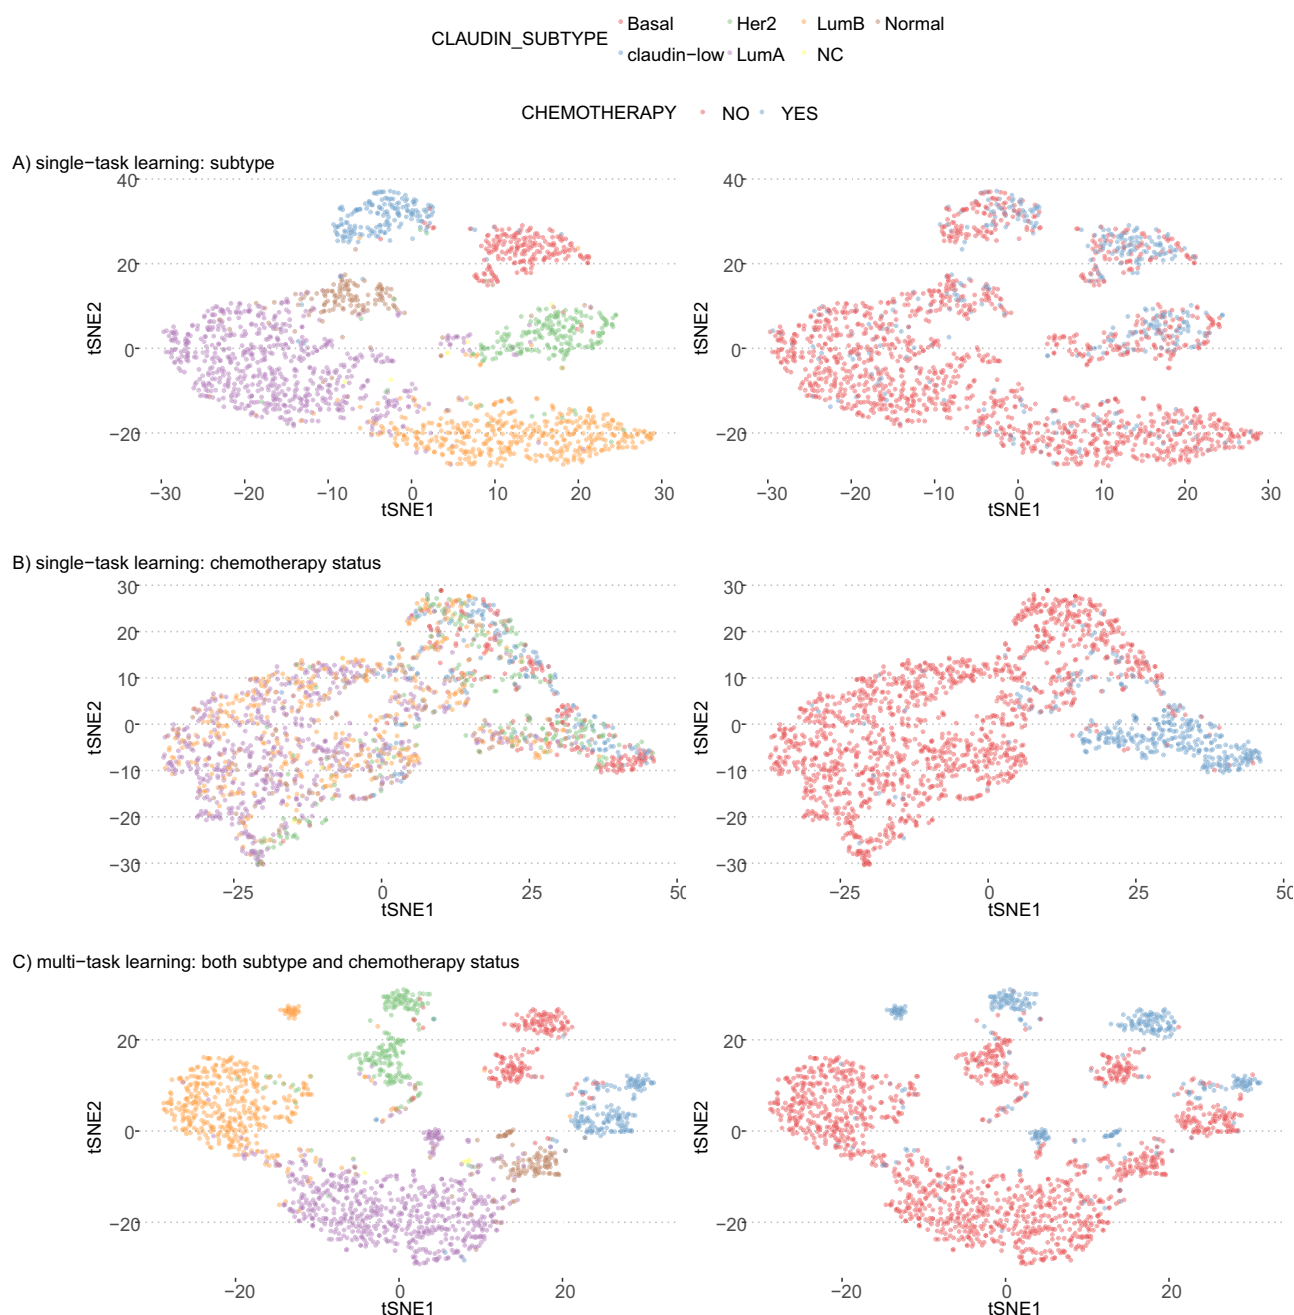 CLAUDIN_SUBTYPE
Basal Her2 LumB Normal
claudin−low LumA NC
CHEMOTHERAPY NO YES
A) single−task learning: subtype
40 40
20 20
0 0
−20 −20
tSNE2 tSNE2
−30 −20 −10 0 10 20 30 −30 −20 −10 0 10 20 30
tSNE1 tSNE1
B) single−task learning: chemotherapy status
30 30
20 20
10 10
0 0
−10 −10
−20 −20
−30 −30
tSNE2 tSNE2
−25 0 25 50 −25 0 25 50
tSNE1 tSNE1
C) multi−task learning: both subtype and chemotherapy status
20 20
0 0
−20 −20
tSNE2 tSNE2
−20 0 20 −20 0 20
tSNE1 tSNE1